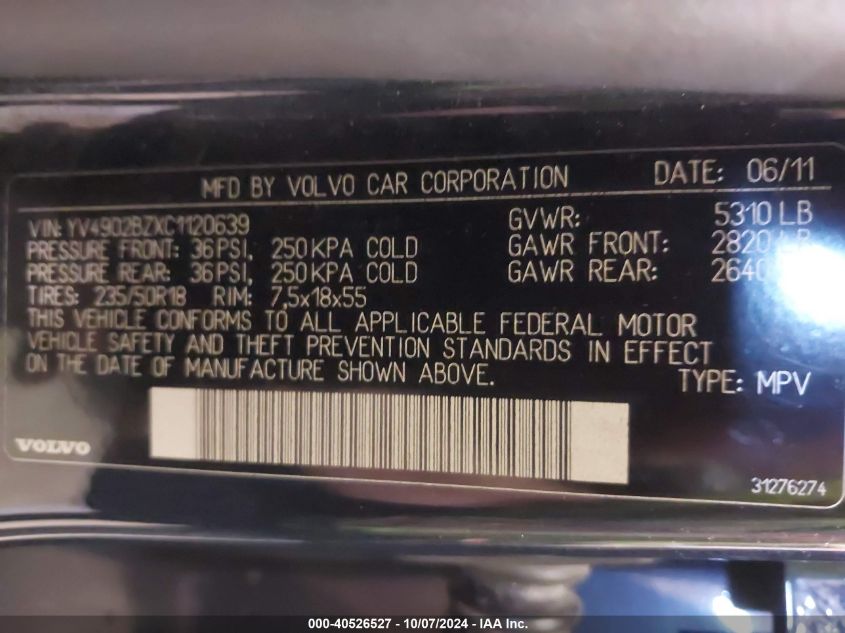 MFD BY VOLVO CAR CORPORATION DATE: 06/11
VIN: YV4902BZXC1120639 GVWR: 5310 LB
PRESSURE FRONT: 36 PSI, 250 KPA COLD GAWR FRONT: 2820 LB
PRESSURE REAR: 36 PSI, 250 KPA COLD GAWR REAR: 2640
TIRES: 235/50R18 RIM: 7,5x18x55
THIS VEHICLE CONFORMS TO ALL APPLICABLE FEDERAL MOTOR
VEHICLE SAFETY AND THEFT PREVENTION STANDARDS IN EFFECT
ON THE DATE OF MANUFACTURE SHOWN ABOVE.
TYPE: MPV
VOLVO
31276274
000-40526527 - 10/07/2024 - IAA Inc.